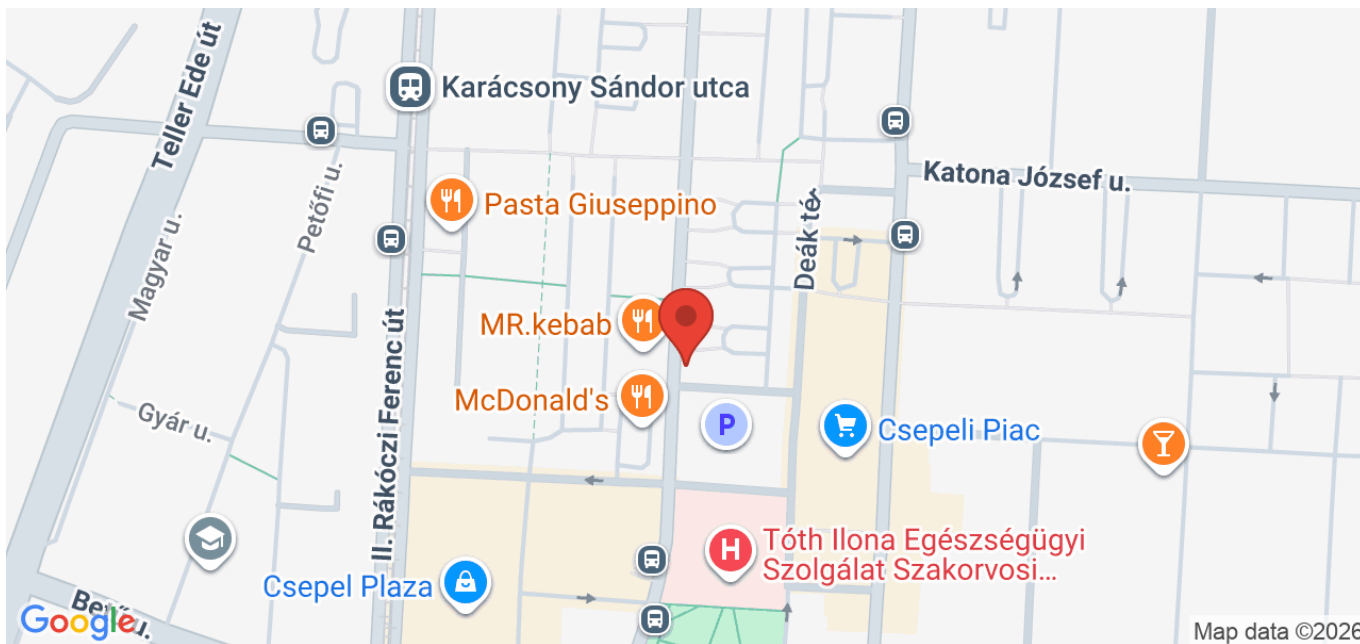 Teller Ede út
Karácsony Sándor utca
Katona József u.
Petőfi u.
Pasta Giuseppino
Magyar u.
Deák té
MR.kebab
II. Rákóczi Ferenc út
McDonald's
Gyár u.
P
Csepeli Piac
H
Tóth Ilona Egészségügyi
Szolgálat Szakorvosi...
Csepel Plaza
Google
Map data ©2026